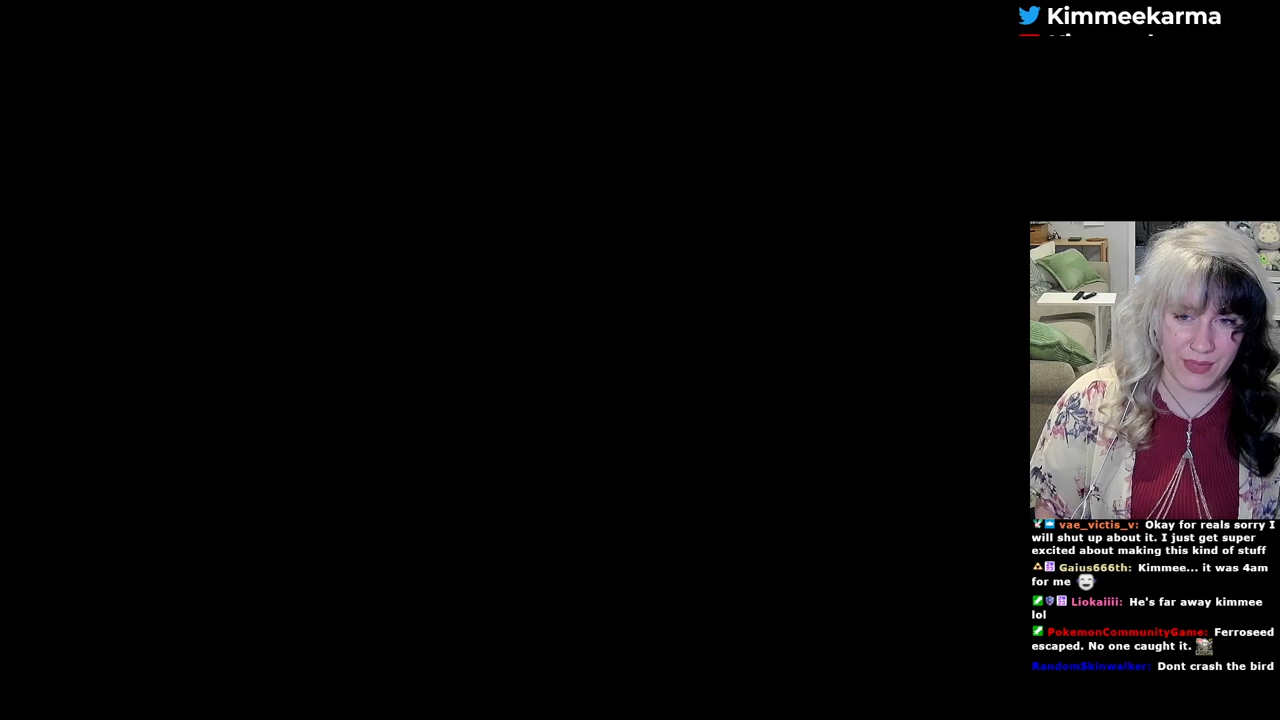 Kimmeekarma
vae_victis_v: Okay for reals sorry I
will shut up about it. I just get super
excited about making this kind of stuff
Gaius666th: Kimmee... it was 4am
for me
Liokaiiii: He's far away kimmee
lol
PokemonCommunityGame: Ferroseed
escaped. No one caught it.
RandomSkinwalker: Dont crash the bird